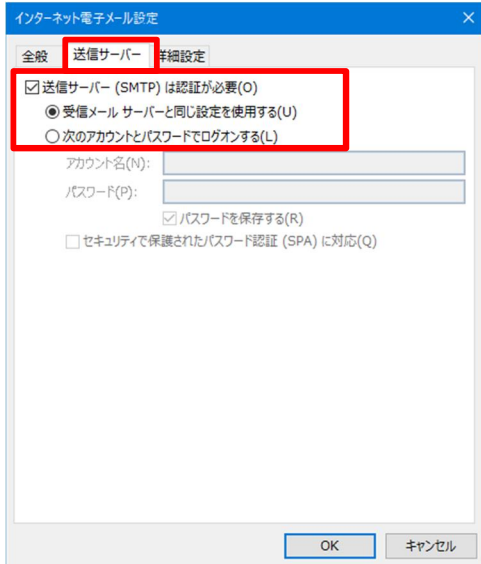 インターネット電子メール設定
全般 送信サーバー 詳細設定
送信サーバー (SMTP) は認証が必要(O)
受信メール サーバーと同じ設定を使用する(U)
次のアカウントとパスワードでログオンする(L)
アカウント名(N):
パスワード(P):
パスワードを保存する(R)
セキュリティで保護されたパスワード認証 (SPA) に対応(Q)
OK キャンセル